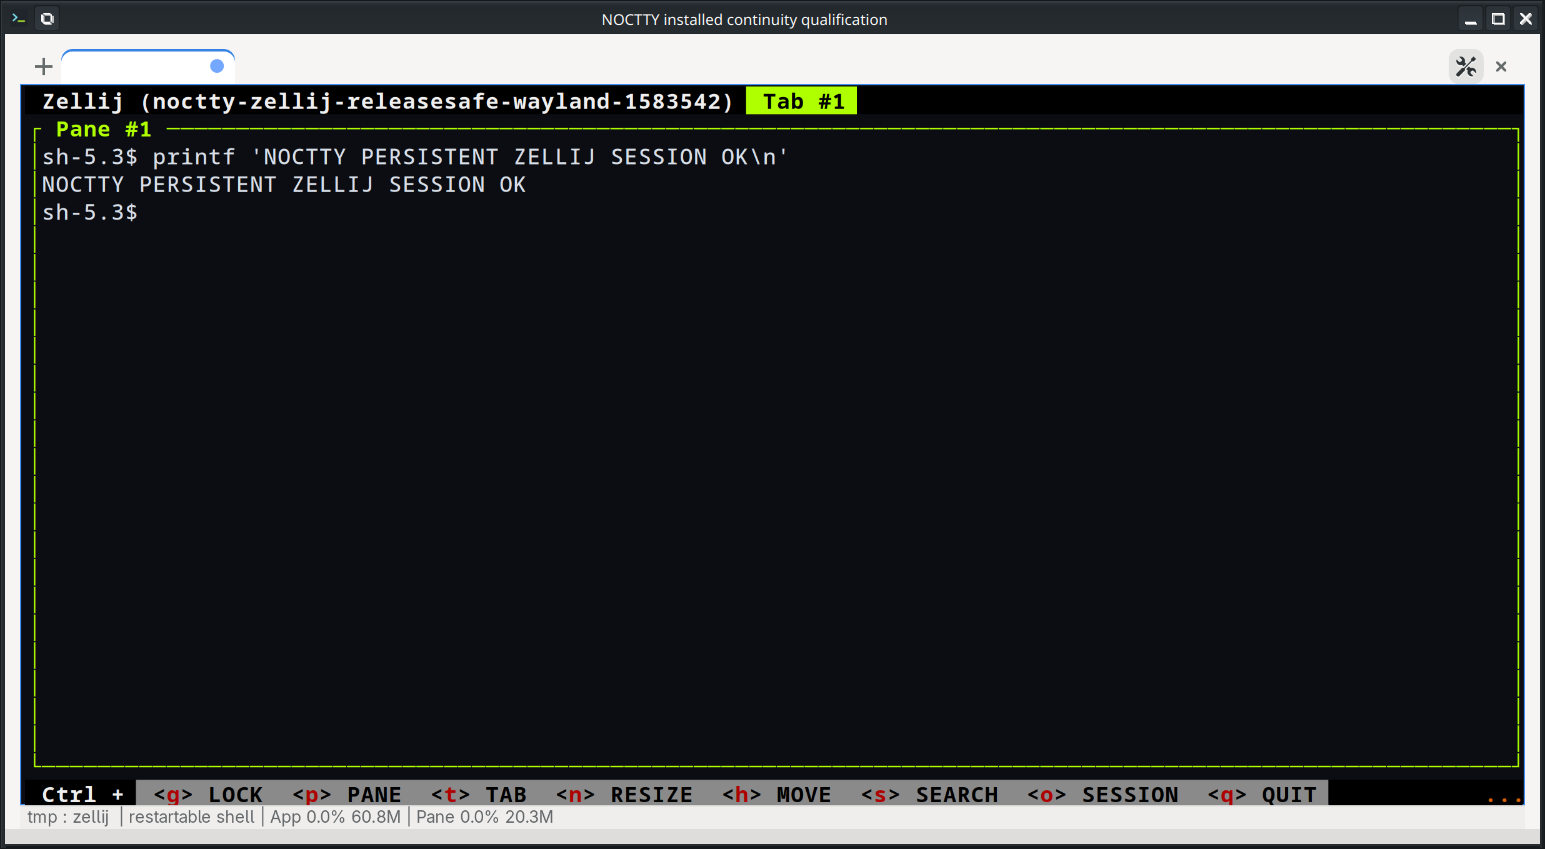 NOCTTY installed continuity qualification
Zellij (noctty-zellij-releasesafe-wayland-1583542) Tab #1
Pane #1
sh-5.3$ printf 'NOCTTY PERSISTENT ZELLIJ SESSION OK\n'
NOCTTY PERSISTENT ZELLIJ SESSION OK
sh-5.3$
Ctrl + <g> LOCK <p> PANE <t> TAB <n> RESIZE <h> MOVE <s> SEARCH <o> SESSION <q> QUIT ...
tmp : zellij | restartable shell | App 0.0% 60.8M | Pane 0.0% 20.3M